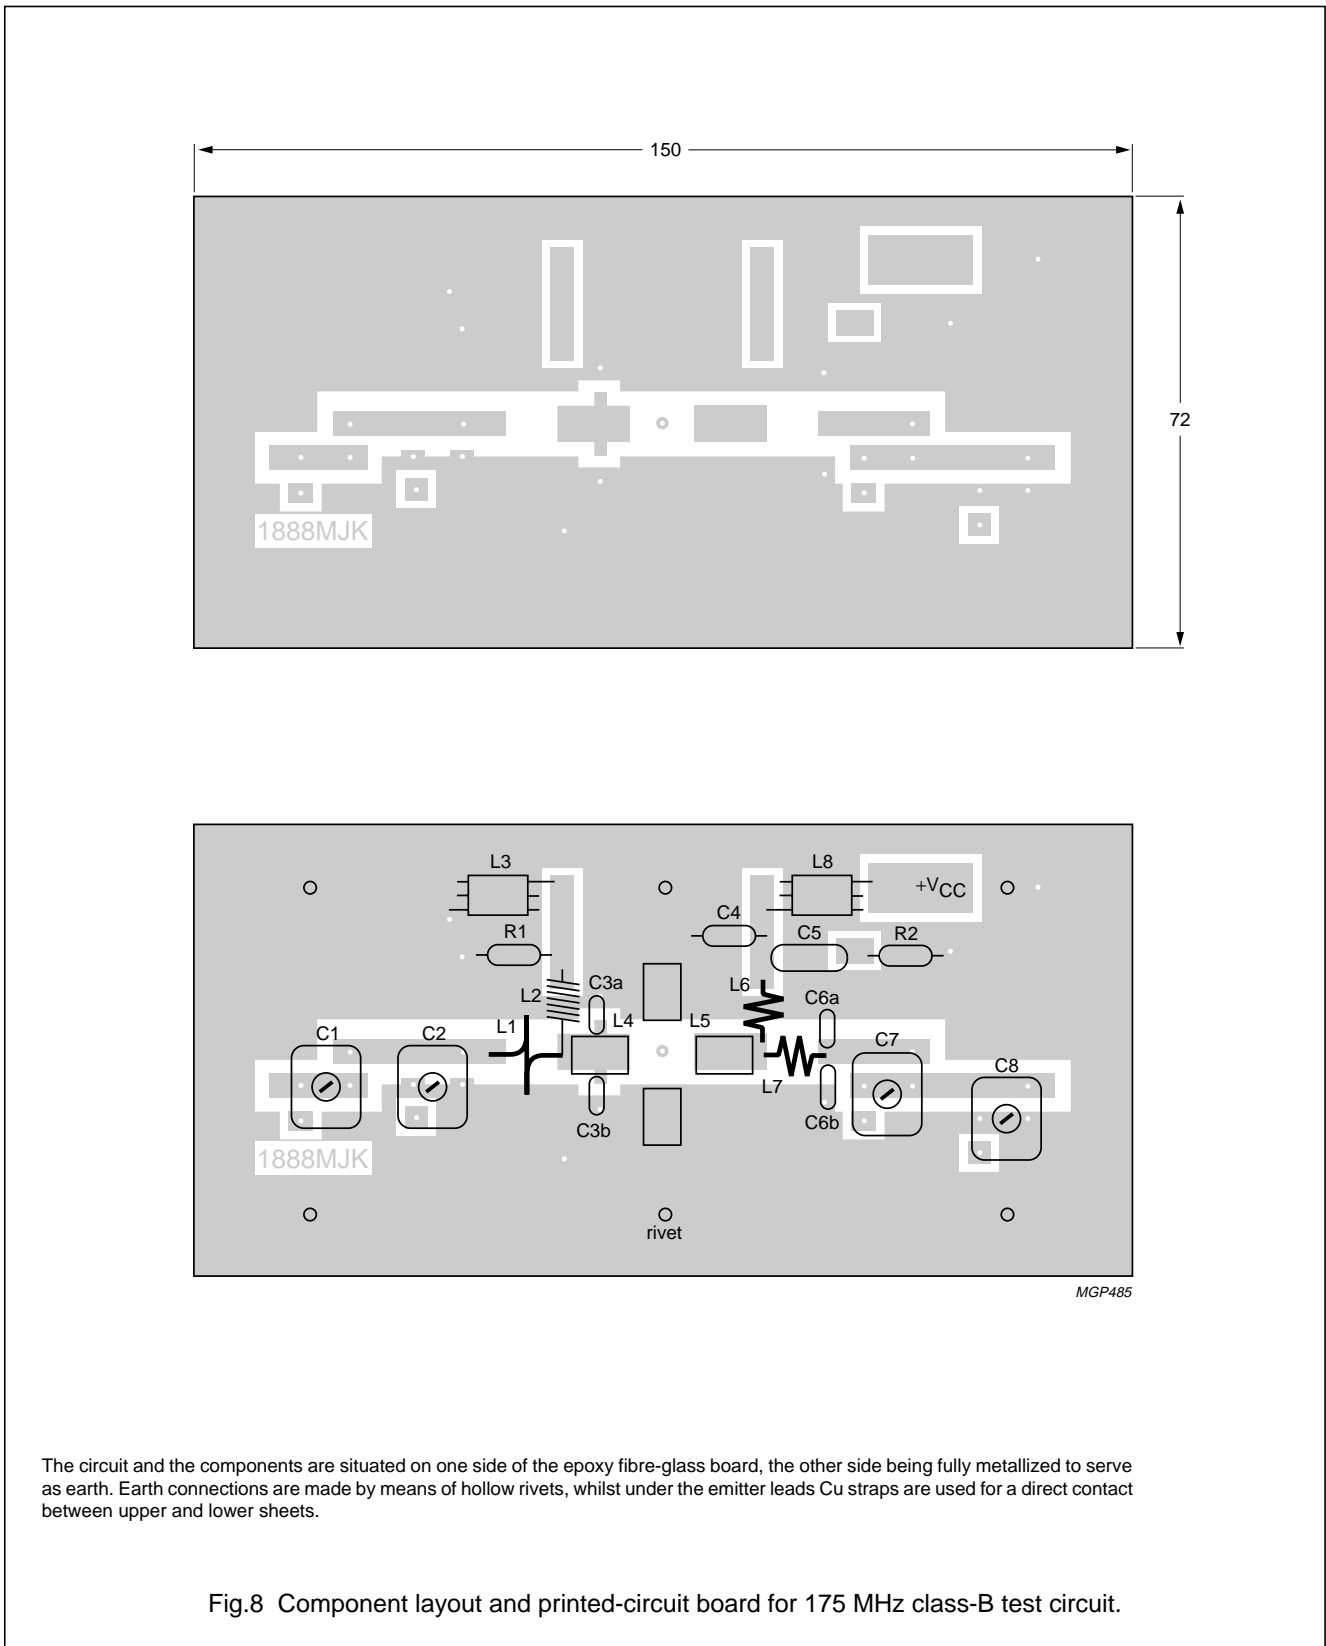 150
72
1888MJK
L3
L8
+VCC
C4
R1
C5
R2
C3a
L6
L2
C6a
L1
L4
L5
C1
C2
C7
C8
L7
C3b
C6b
1888MJK
rivet
MGP485
The circuit and the components are situated on one side of the epoxy fibre-glass board, the other side being fully metallized to serve
as earth. Earth connections are made by means of hollow rivets, whilst under the emitter leads Cu straps are used for a direct contact
between upper and lower sheets.
Fig.8 Component layout and printed-circuit board for 175 MHz class-B test circuit.